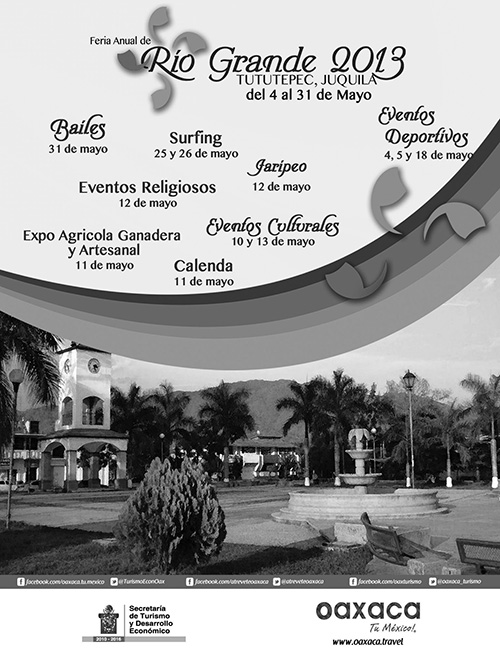 Feria Anual de
Río Grande 2013
TUTUTEPEC, JUQUILA
del 4 al 31 de Mayo
Bailes
31 de mayo
Surfing
25 y 26 de mayo
Eventos
Deportivos
4, 5 y 18 de mayo
Jaripeo
12 de mayo
Eventos Religiosos
12 de mayo
Eventos Culturales
10 y 13 de mayo
Expo Agricola Ganadera
y Artesanal
11 de mayo
Calenda
11 de mayo
facebook.com/oaxaca.tu.mexico @TurismoEconOax facebook.com/atreveteoaxaca @atreveteoaxaca facebook.com/oaxturismo @oaxaca_turismo
Secretaría
de Turismo
y Desarrollo
Económico
2010 - 2016
oaxaca
Tu México!
www.oaxaca.travel